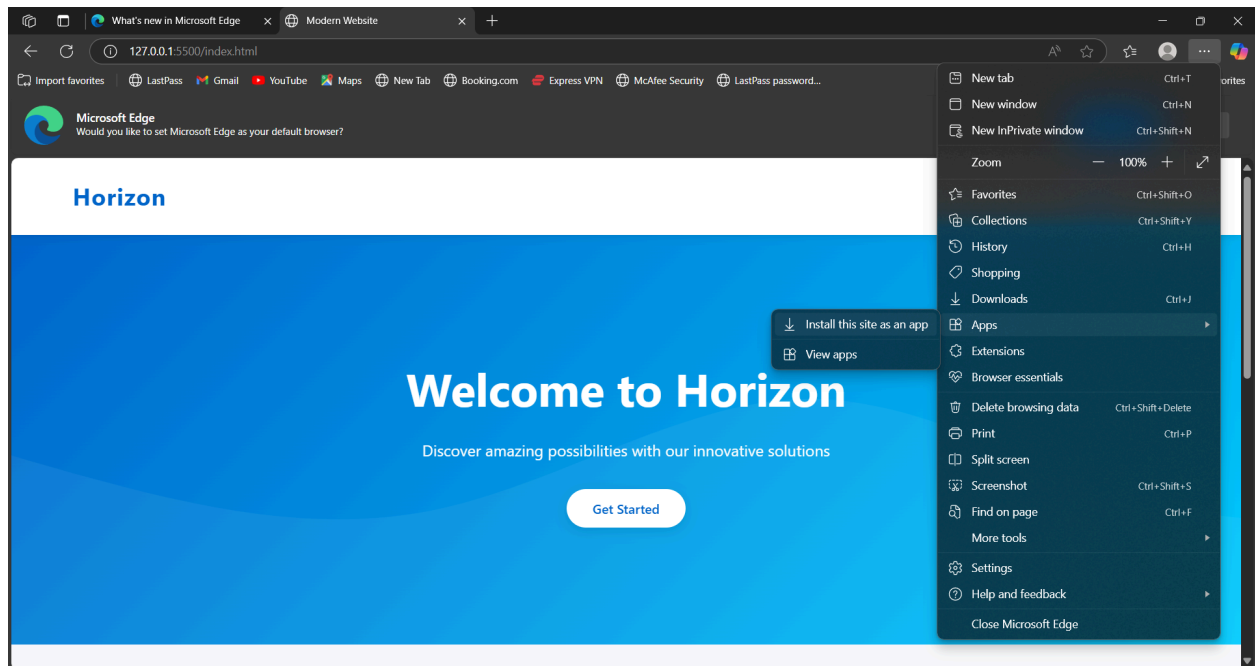 What's new in Microsoft Edge
Modern Website
127.0.0.1:5500/index.html
Import favorites LastPass Gmail YouTube Maps New Tab Booking.com Express VPN McAfee Security LastPass password... orites
Microsoft Edge
Would you like to set Microsoft Edge as your default browser?
Horizon
Welcome to Horizon
Discover amazing possibilities with our innovative solutions
Get Started
New tab Ctrl+T
New window Ctrl+N
New InPrivate window Ctrl+Shift+N
Zoom — 100% +
Favorites Ctrl+Shift+O
Collections Ctrl+Shift+Y
History Ctrl+H
Shopping
Downloads Ctrl+J
Apps
Install this site as an app
View apps
Extensions
Browser essentials
Delete browsing data Ctrl+Shift+Delete
Print Ctrl+P
Split screen
Screenshot Ctrl+Shift+S
Find on page Ctrl+F
More tools
Settings
Help and feedback
Close Microsoft Edge